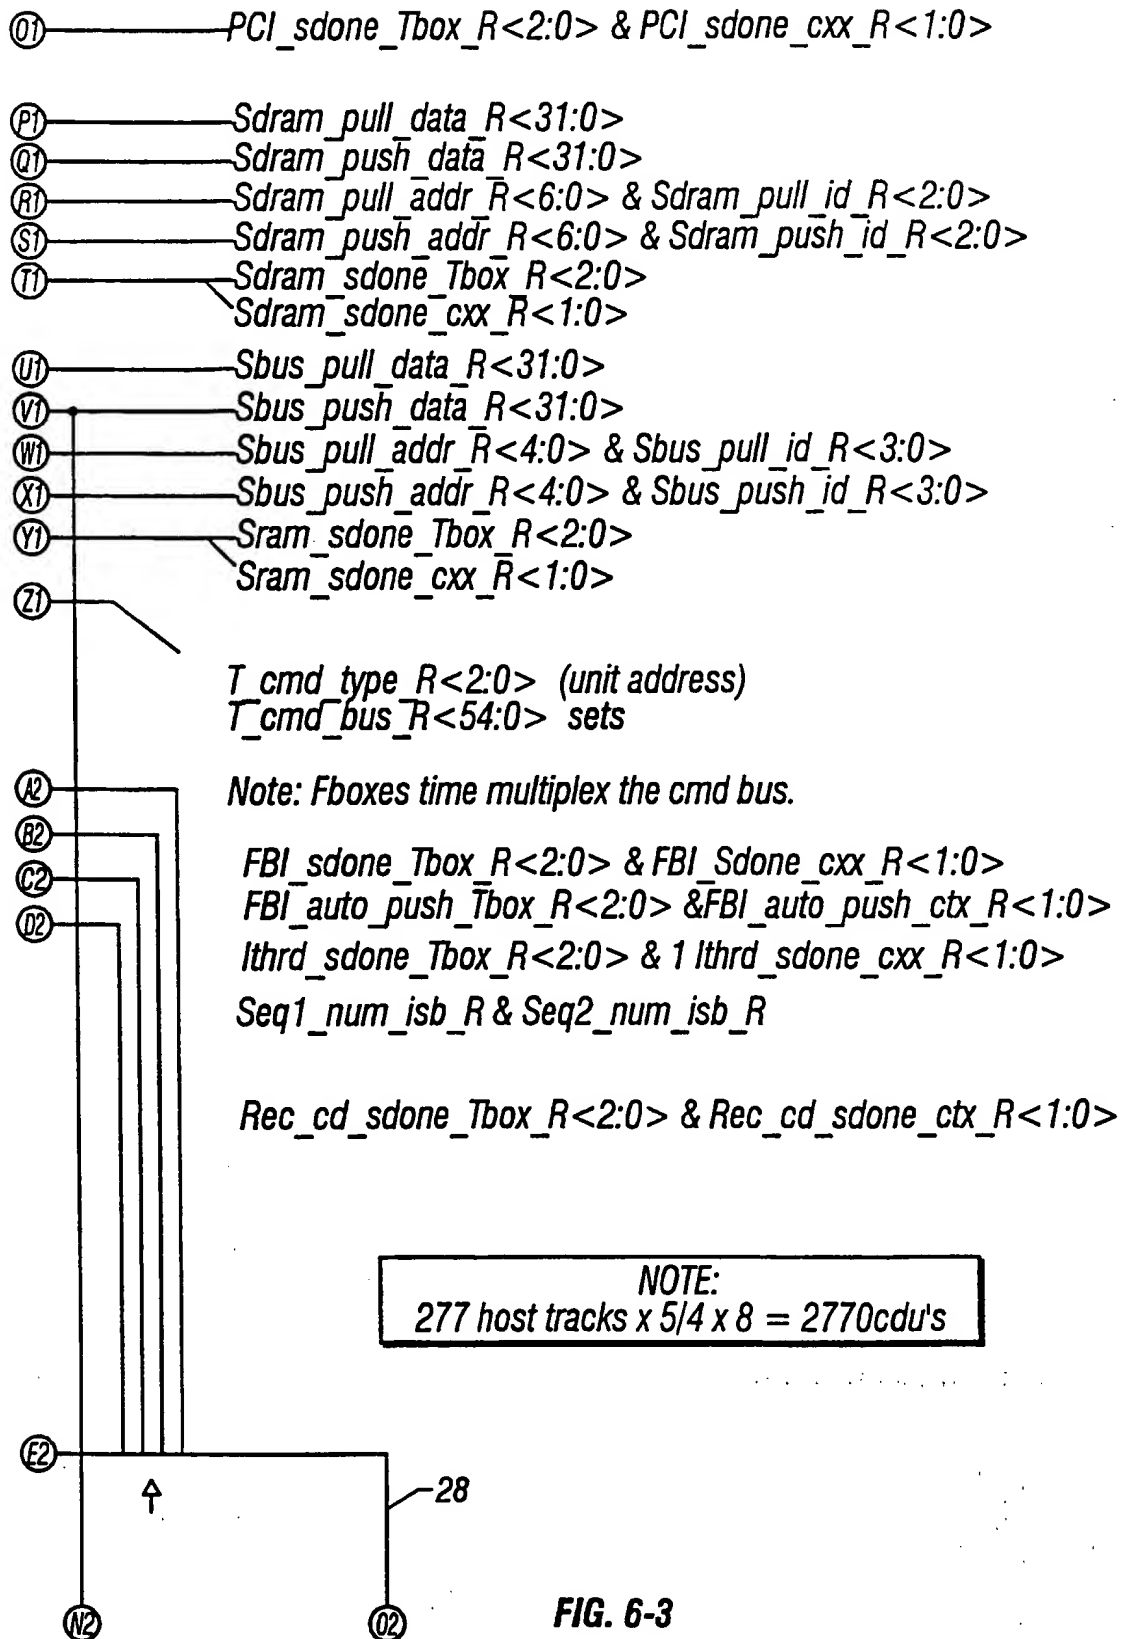 O1 PCI_sdone_Tbox_R<2:0> & PCI_sdone_cxx_R<1:0>
P1 Sdram_pull_data_R<31:0>
Q1 Sdram_push_data_R<31:0>
R1 Sdram_pull_addr_R<6:0> & Sdram_pull_id_R<2:0>
S1 Sdram_push_addr_R<6:0> & Sdram_push_id_R<2:0>
T1 Sdram_sdone_Tbox_R<2:0>
Sdram_sdone_cxx_R<1:0>
U1 Sbus_pull_data_R<31:0>
V1 Sbus_push_data_R<31:0>
W1 Sbus_pull_addr_R<4:0> & Sbus_pull_id_R<3:0>
X1 Sbus_push_addr_R<4:0> & Sbus_push_id_R<3:0>
Y1 Sram_sdone_Tbox_R<2:0>
Sram_sdone_cxx_R<1:0>
Z1
T_cmd_type_R<2:0> (unit address)
T_cmd_bus_R<54:0> sets
A2 Note: Fboxes time multiplex the cmd bus.
B2
FBI_sdone_Tbox_R<2:0> & FBI_Sdone_cxx_R<1:0>
C2
FBI_auto_push_Tbox_R<2:0> &FBI_auto_push_ctx_R<1:0>
D2
Ithrd_sdone_Tbox_R<2:0> & 1 Ithrd_sdone_cxx_R<1:0>
Seq1_num_isb_R & Seq2_num_isb_R
Rec_cd_sdone_Tbox_R<2:0> & Rec_cd_sdone_ctx_R<1:0>
NOTE:
277 host tracks x 5/4 x 8 = 2770cdu's
E2
28
N2 O2
FIG. 6-3